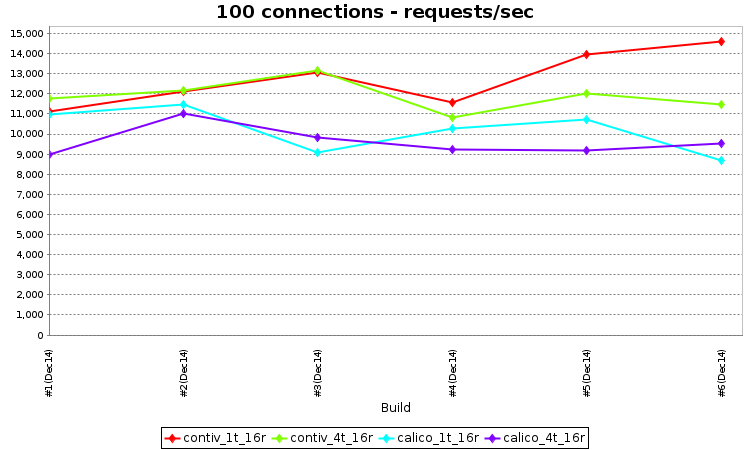 100 connections - requests/sec
15,000
14,000
13,000
12,000
11,000
10,000
9,000
8,000
7,000
6,000
5,000
4,000
3,000
2,000
1,000
0
#1(Dec14)
#2(Dec14)
#3(Dec14)
#4(Dec14)
#5(Dec14)
#6(Dec14)
Build
contiv_1t_16r contiv_4t_16r calico_1t_16r calico_4t_16r